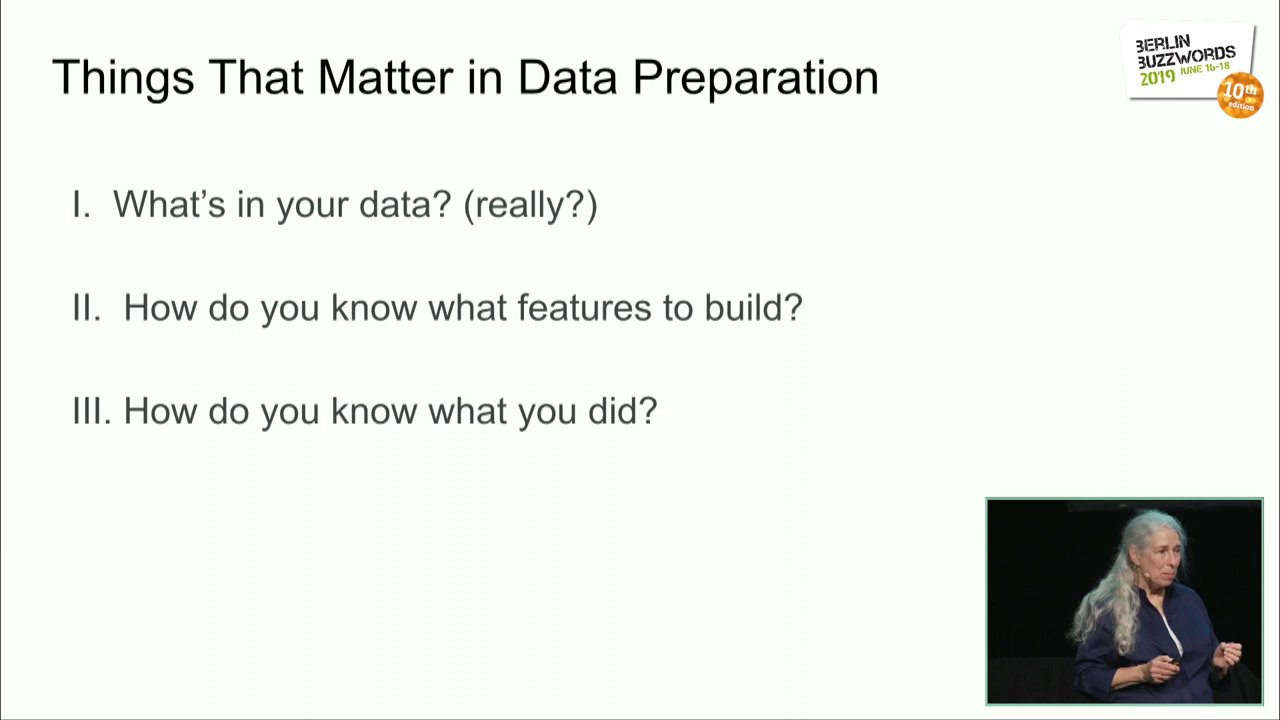 Things That Matter in Data Preparation
BERLIN
BUZZWORDS
2019 JUNE 16-18
10th
edition
I. What's in your data? (really?)
II. How do you know what features to build?
III. How do you know what you did?